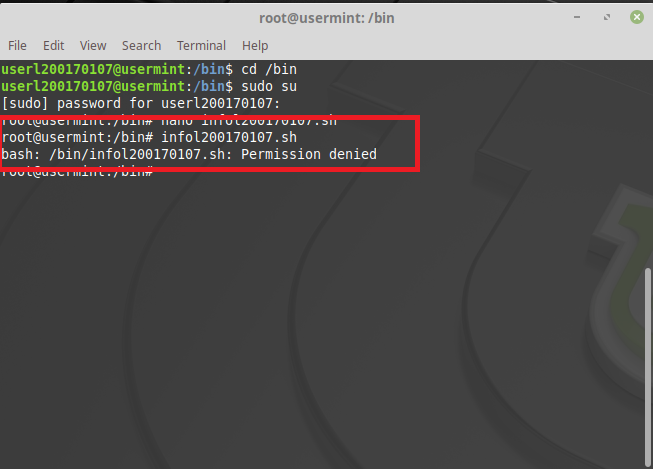 root@usermint: /bin
File Edit View Search Terminal Help
userl200170107@usermint:/bin$ cd /bin
userl200170107@usermint:/bin$ sudo su
[sudo] password for userl200170107:
root@usermint:/bin# nano infol200170107.sh
root@usermint:/bin# infol200170107.sh
bash: /bin/infol200170107.sh: Permission denied
root@usermint:/bin#